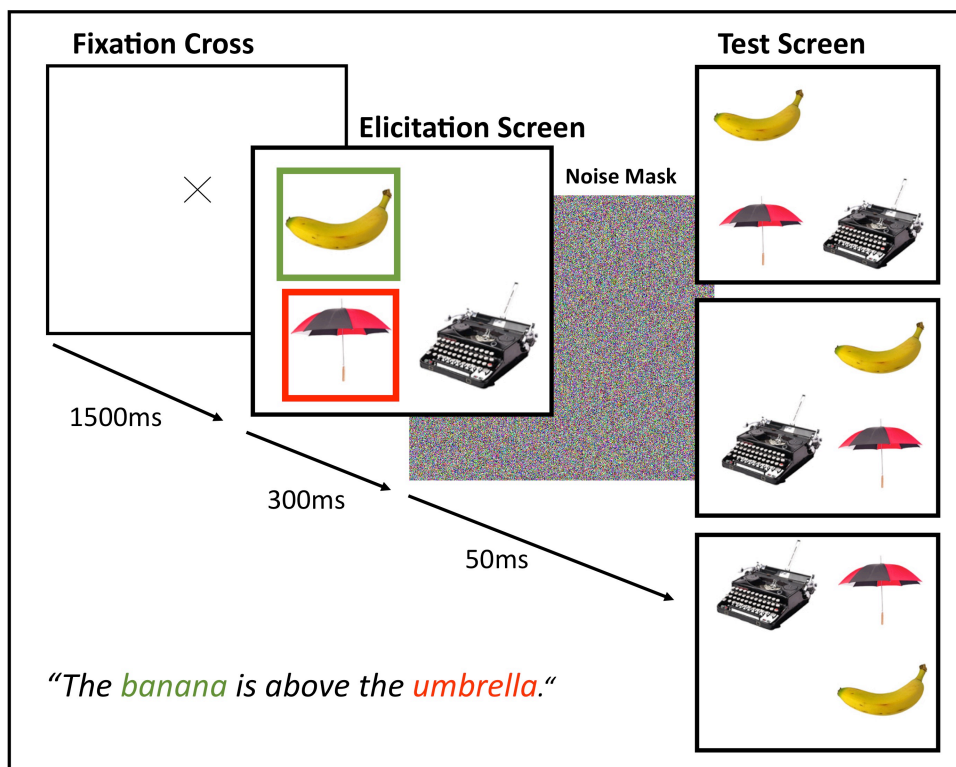 Fixation Cross
Test Screen
Elicitation Screen
Noise Mask
1500ms
300ms
50ms
“The banana is above the umbrella.“